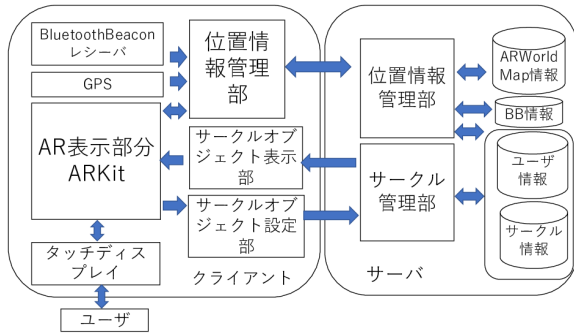 BluetoothBeacon
レシーバ
GPS
AR表示部分
ARKit
タッチディス
プレイ
ユーザ
位置情
報管理
部
サークルオブ
ジェクト表示
部
サークルオブ
ジェクト設定
部
クライアント
位置情報
管理部
サークル
管理部
サーバ
ARWorld
Map情報
BB情報
ユーザ
情報
サークル
情報